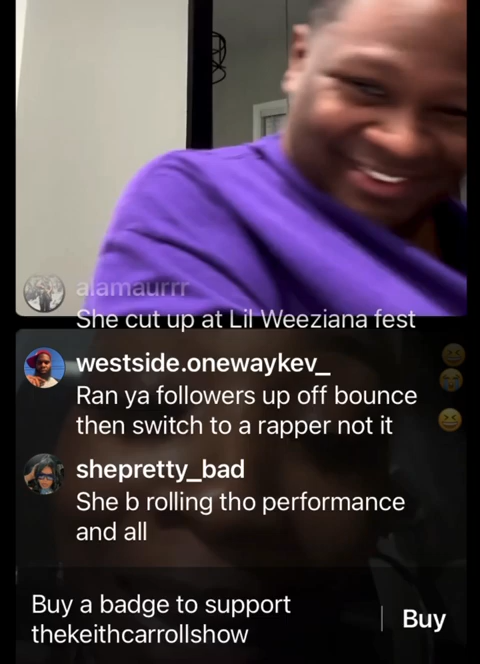 alamaurrr
She cut up at Lil Weeziana fest
westside.onewaykev_
Ran ya followers up off bounce
then switch to a rapper not it
shepretty_bad
She b rolling tho performance
and all
Buy a badge to support
thekeithcarrollshow
Buy